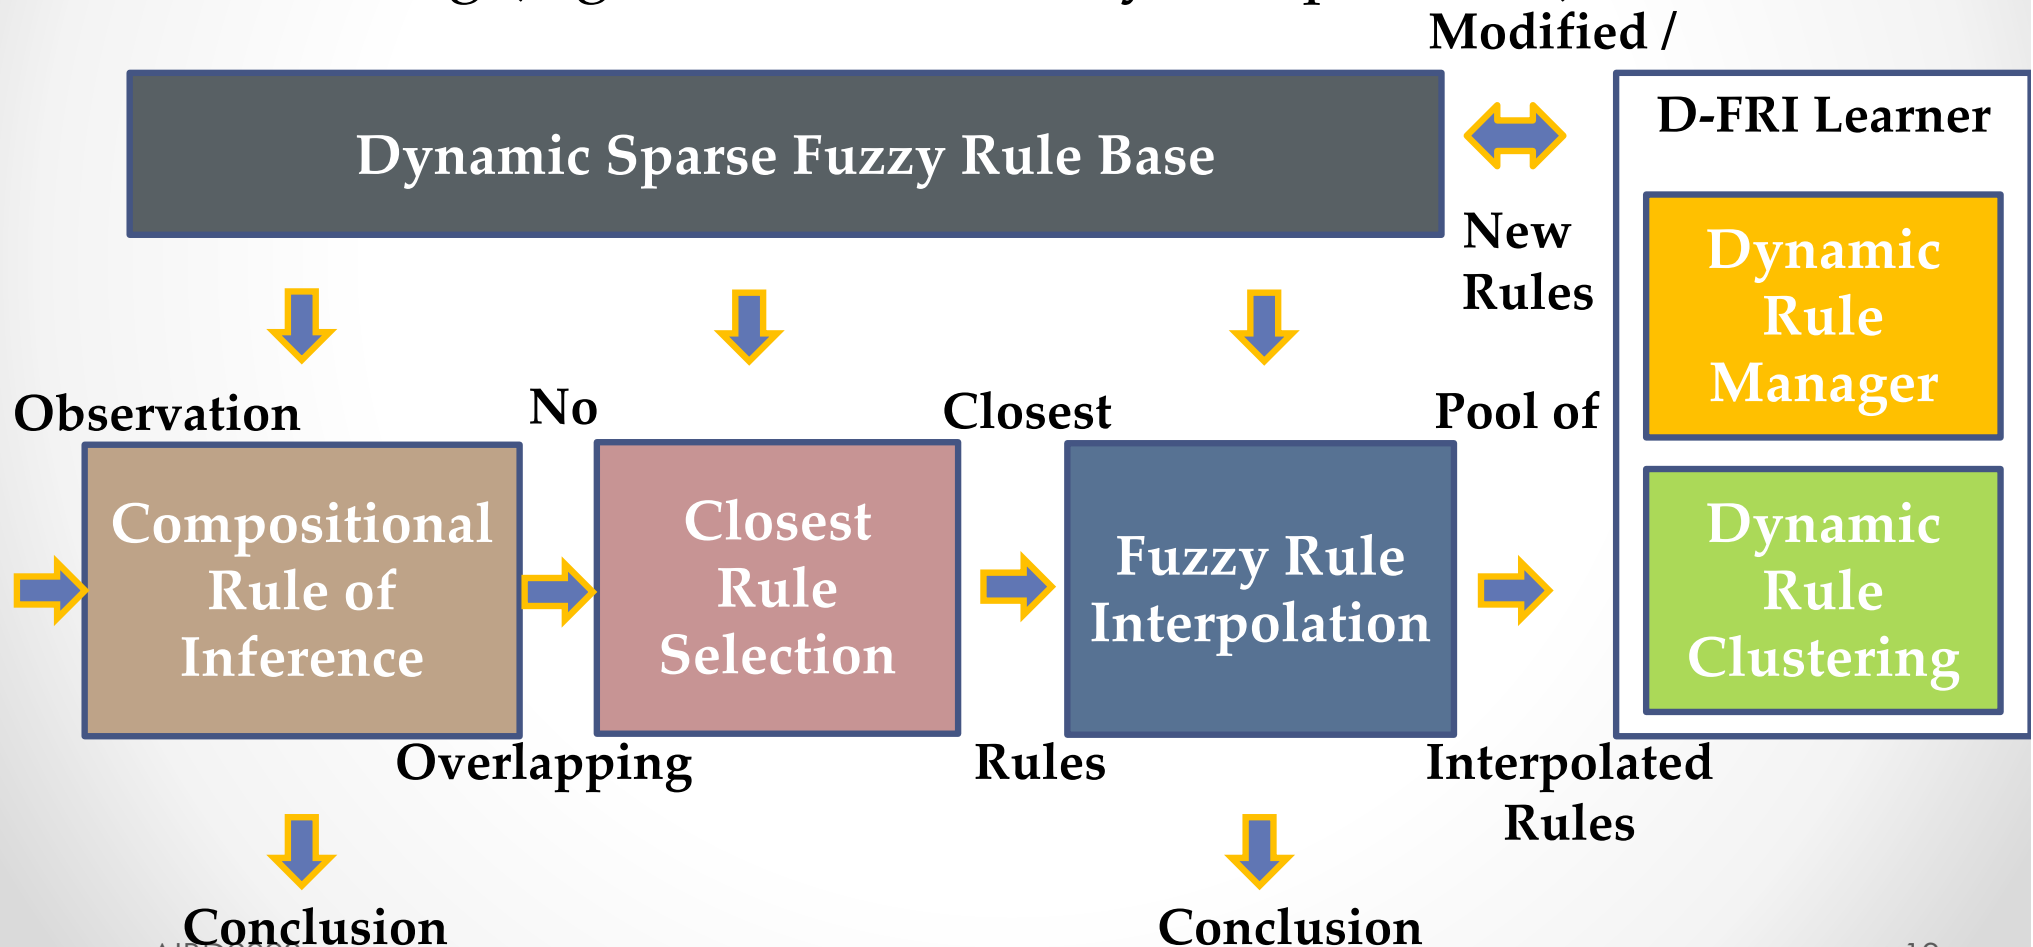 Modified /
Dynamic Sparse Fuzzy Rule Base
D-FRI Learner
New
Rules
Dynamic
Rule
Manager
Observation
No
Closest
Pool of
Compositional
Rule of
Inference
Closest
Rule
Selection
Fuzzy Rule
Interpolation
Dynamic
Rule
Clustering
Overlapping
Rules
Interpolated
Rules
Conclusion
Conclusion